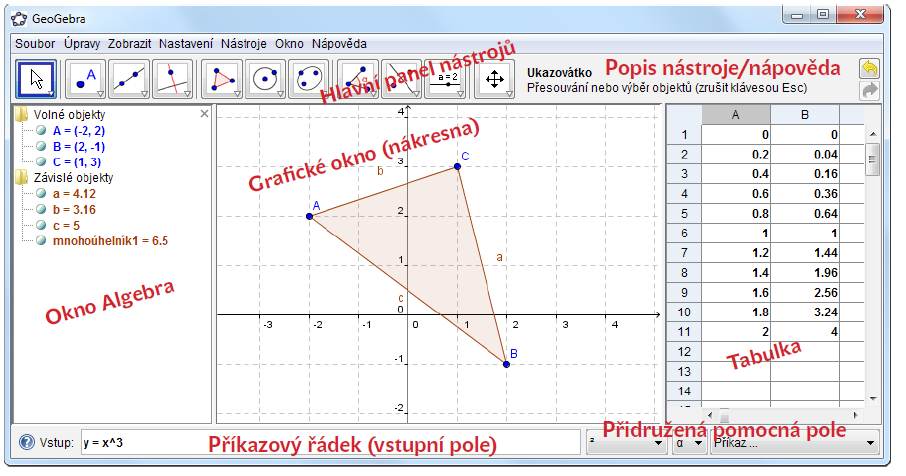 GeoGebra
Soubor Úpravy Zobrazit Nastavení Nástroje Okno Nápověda
Hlavní panel nástrojů
A
a = 2
Ukazovátko
Popis nástroje/nápověda
Přesouvání nebo výběr objektů (zrušit klávesou Esc)
Volné objekty
A = (-2, 2)
B = (2, -1)
C = (1, 3)
Závislé objekty
a = 4.12
b = 3.16
c = 5
mnohoúhelník1 = 6.5
Okno Algebra
Grafické okno (nákresna)
4
3
2
1
0
-1
-2
-3 -2 -1 0 1 2 3 4
A
B
C
a
b
c
A B
1 0 0
2 0.2 0.04
3 0.4 0.16
4 0.6 0.36
5 0.8 0.64
6 1 1
7 1.2 1.44
8 1.4 1.96
9 1.6 2.56
10 1.8 3.24
11 2 4
12
13
14
Tabulka
Vstup: y = x^3
Příkazový řádek (vstupní pole)
Přidružená pomocná pole
² α Příkaz ...